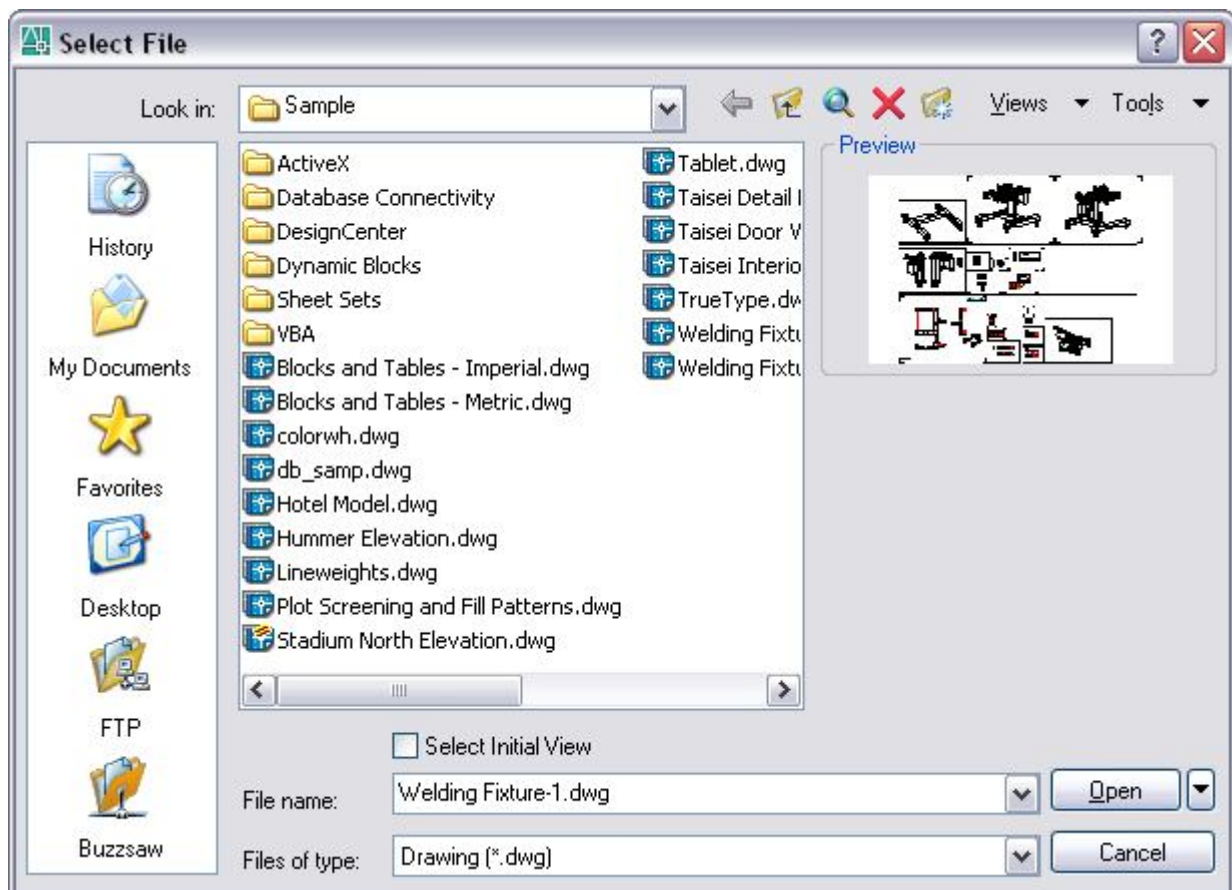 Select File
Look in:
Sample
Views
Tools
History
My Documents
Favorites
Desktop
FTP
Buzzsaw
ActiveX
Database Connectivity
DesignCenter
Dynamic Blocks
Sheet Sets
VBA
Blocks and Tables - Imperial.dwg
Blocks and Tables - Metric.dwg
colorwh.dwg
db_samp.dwg
Hotel Model.dwg
Hummer Elevation.dwg
Lineweights.dwg
Plot Screening and Fill Patterns.dwg
Stadium North Elevation.dwg
Tablet.dwg
Taisei Detail
Taisei Door
Taisei Interio
TrueType.dw
Welding Fixtu
Welding Fixtu
Preview
Select Initial View
File name:
Welding Fixture-1.dwg
Open
Files of type:
Drawing (*.dwg)
Cancel